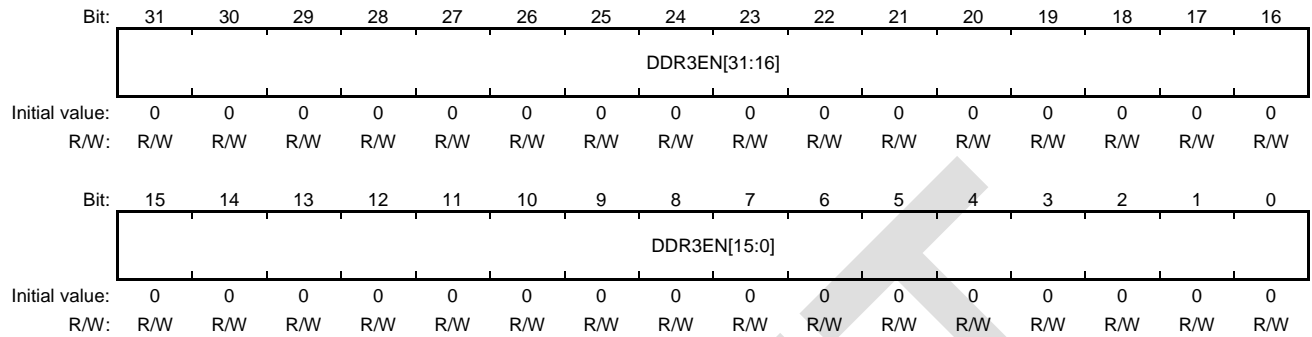 Bit: 31 30 29 28 27 26 25 24 23 22 21 20 19 18 17 16
DDR3EN[31:16]
Initial value: 0 0 0 0 0 0 0 0 0 0 0 0 0 0 0 0
R/W: R/W R/W R/W R/W R/W R/W R/W R/W R/W R/W R/W R/W R/W R/W R/W R/W
Bit: 15 14 13 12 11 10 9 8 7 6 5 4 3 2 1 0
DDR3EN[15:0]
Initial value: 0 0 0 0 0 0 0 0 0 0 0 0 0 0 0 0
R/W: R/W R/W R/W R/W R/W R/W R/W R/W R/W R/W R/W R/W R/W R/W R/W R/W